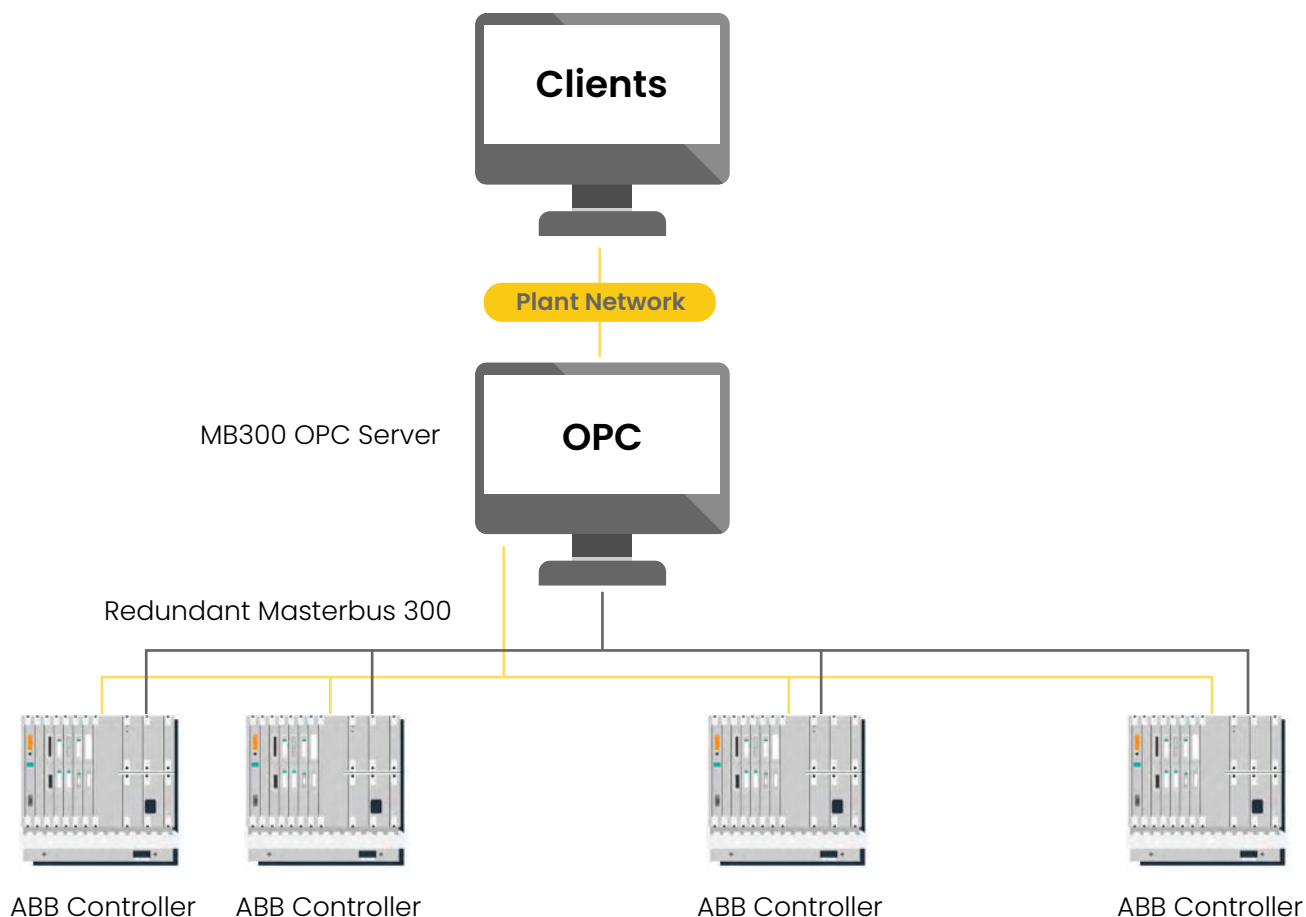 Clients
Plant Network
MB300 OPC Server
OPC
Redundant Masterbus 300
ABB Controller
ABB Controller
ABB Controller
ABB Controller